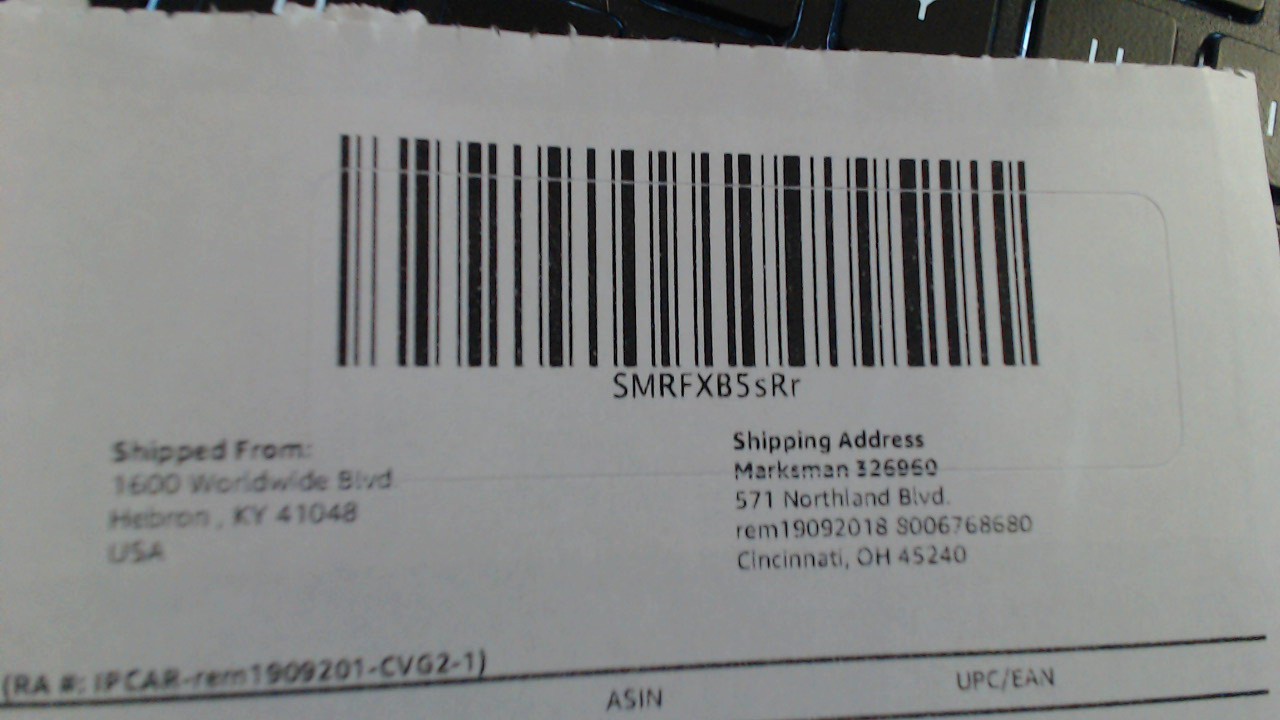 SMRFXB5sRr
Shipped From:
1600 Worldwide Blvd
Hebron , KY 41048
USA
Shipping Address
Marksman 326960
571 Northland Blvd.
rem19092018 8006768680
Cincinnati, OH 45240
(RA #: IPCAR-rem1909201-CVG2-1)
ASIN
UPC/EAN